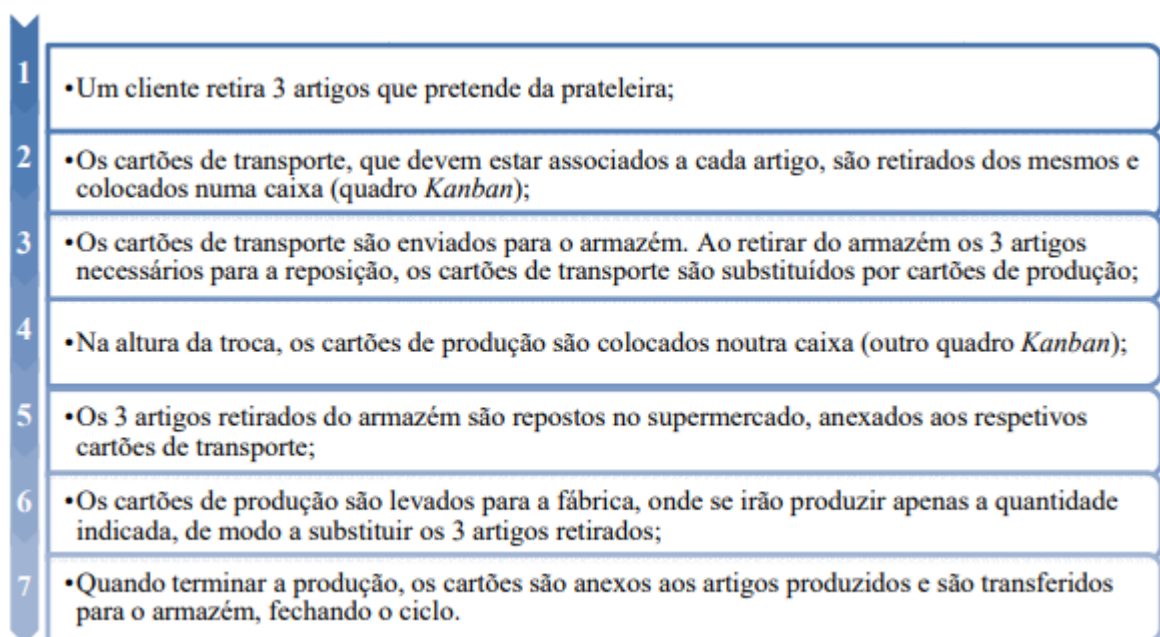 1
•Um cliente retira 3 artigos que pretende da prateleira;
2
•Os cartões de transporte, que devem estar associados a cada artigo, são retirados dos mesmos e
colocados numa caixa (quadro Kanban);
3
•Os cartões de transporte são enviados para o armazém. Ao retirar do armazém os 3 artigos
necessários para a reposição, os cartões de transporte são substituídos por cartões de produção;
4
•Na altura da troca, os cartões de produção são colocados noutra caixa (outro quadro Kanban);
5
•Os 3 artigos retirados do armazém são repostos no supermercado, anexados aos respetivos
cartões de transporte;
6
•Os cartões de produção são levados para a fábrica, onde se irão produzir apenas a quantidade
indicada, de modo a substituir os 3 artigos retirados;
7
•Quando terminar a produção, os cartões são anexos aos artigos produzidos e são transferidos
para o armazém, fechando o ciclo.